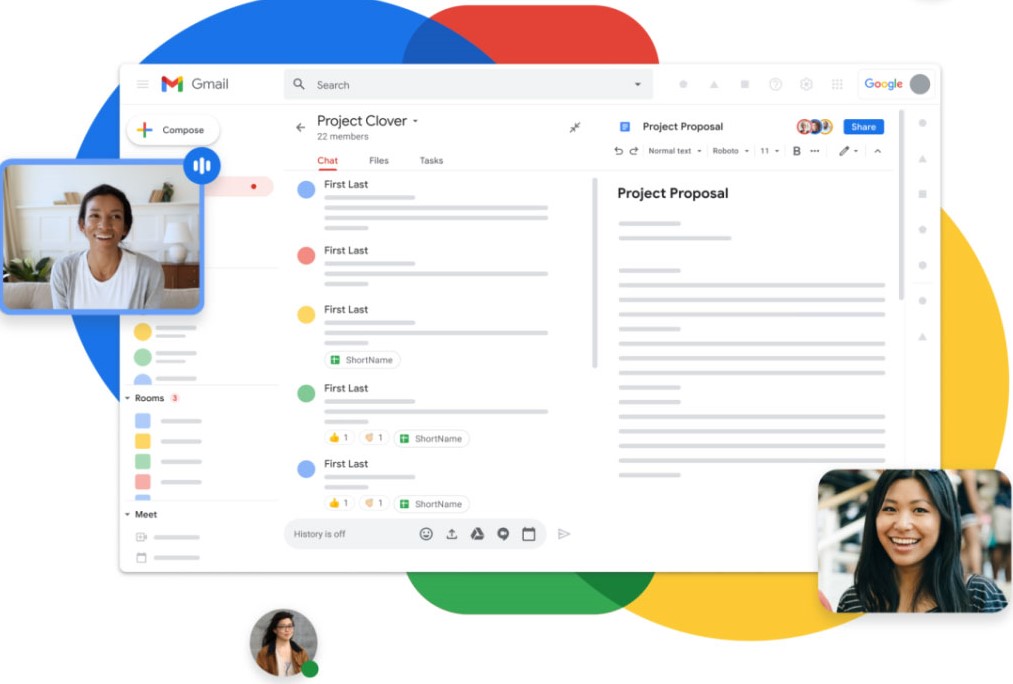 Gmail
Search
Google
Compose
Project Clover
22 members
Chat Files Tasks
First Last
First Last
First Last
ShortName
First Last
1 1 ShortName
First Last
1 1 ShortName
History is off
Rooms 3
Meet
Project Proposal
Share
Normal text Roboto 11 B
Project Proposal